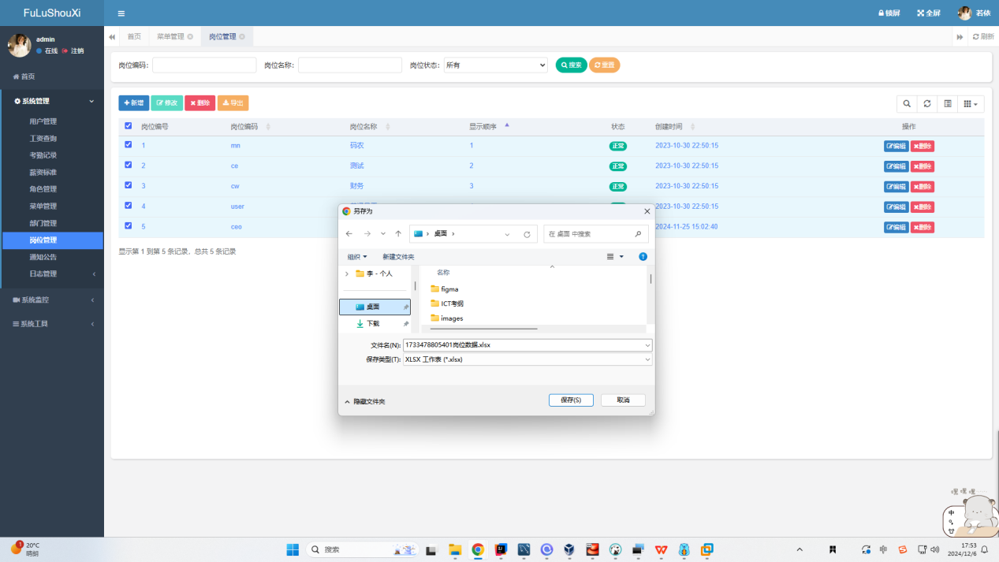 FuLuShouXi
锁屏 全屏 若依
admin
在线 注销
首页 菜单管理 岗位管理 刷新
岗位编码: 岗位名称: 岗位状态: 所有 搜索 重置
首页
系统管理
用户管理
工资查询
考勤记录
薪资标准
角色管理
菜单管理
部门管理
岗位管理
通知公告
日志管理
系统监控
系统工具
新增 修改 删除 导出
岗位编号 岗位编码 岗位名称 显示顺序 状态 创建时间 操作
1 mn 码农 1 正常 2023-10-30 22:50:15 编辑 删除
2 ce 测试 2 正常 2023-10-30 22:50:15 编辑 删除
3 cw 财务 3 正常 2023-10-30 22:50:15 编辑 删除
4 user 2023-10-30 22:50:15 编辑 删除
5 ceo 2024-11-25 15:02:40 编辑 删除
显示第 1 到第 5 条记录，总共 5 条记录
另存为
桌面 在 桌面 中搜索
组织 新建文件夹
李 - 个人
桌面
下载
名称
figma
ICT考纲
images
文件名(N): 1733478805401岗位数据.xlsx
保存类型(T): XLSX 工作表 (*.xlsx)
隐藏文件夹 保存(S) 取消
嘿 嘿 嘿
中
1
20°C
晴朗
搜索
中
17:53
2024/12/6